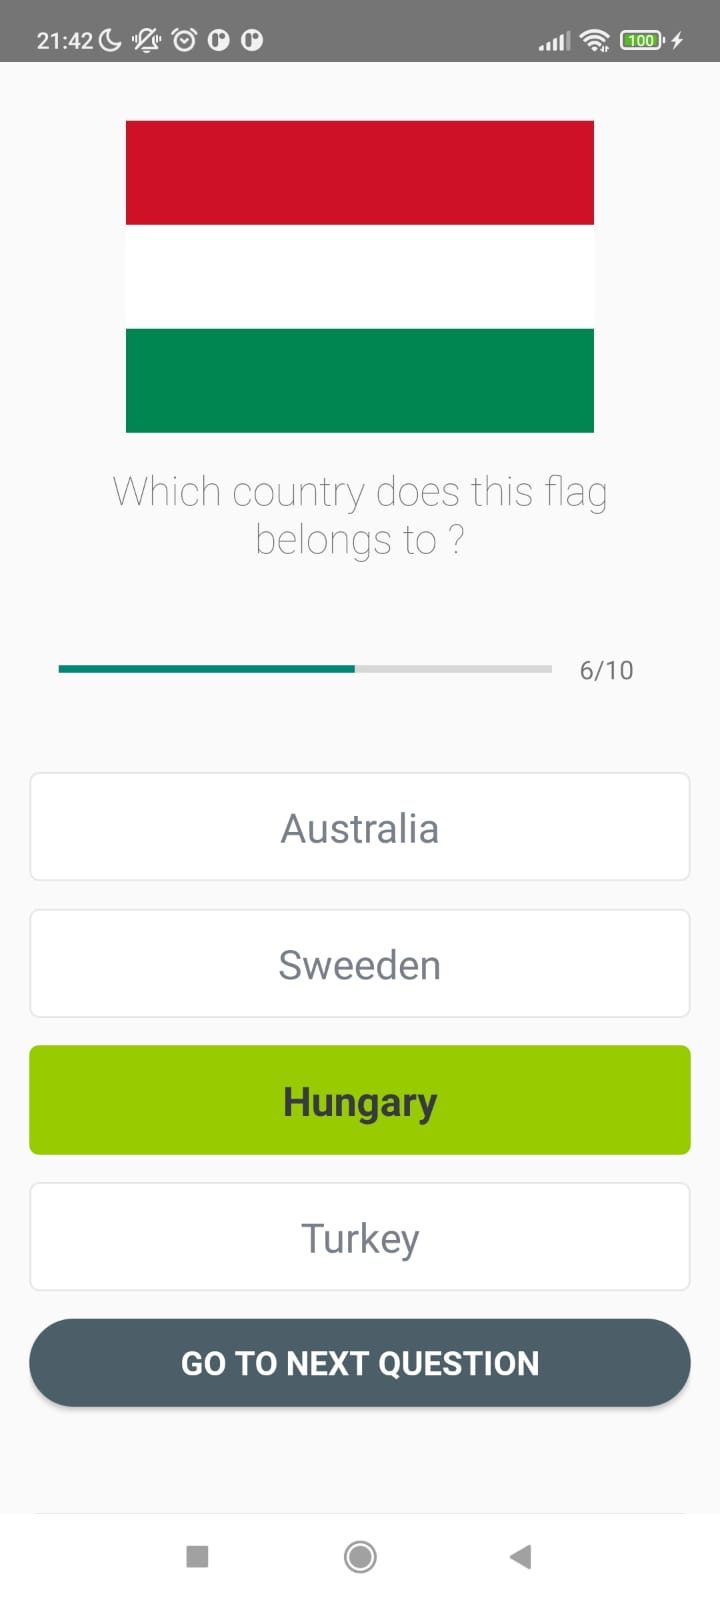 21:42
100
Which country does this flag
belongs to ?
6/10
Australia
Sweeden
Hungary
Turkey
GO TO NEXT QUESTION